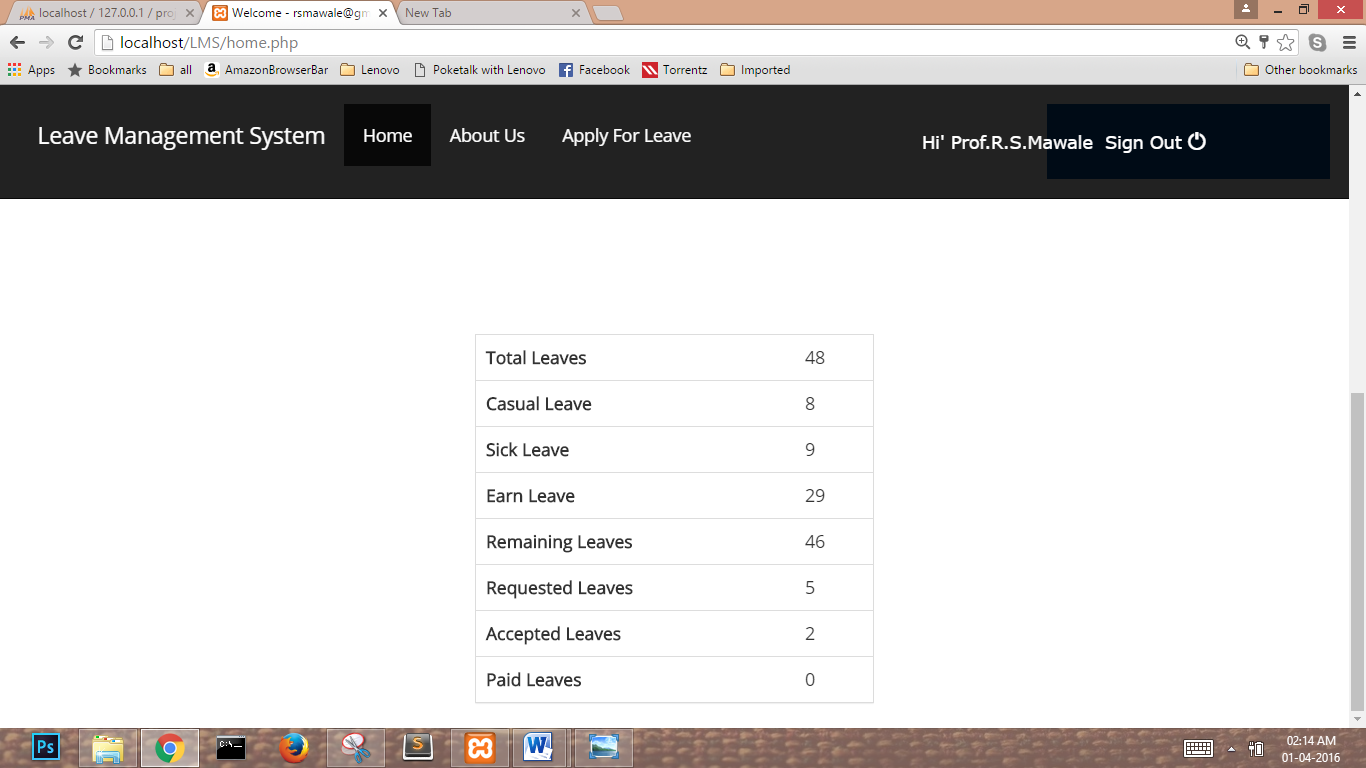 localhost / 127.0.0.1 / pro
Welcome - rsmawale@gm
New Tab
localhost/LMS/home.php
Apps
Bookmarks
all
AmazonBrowserBar
Lenovo
Poketalk with Lenovo
Facebook
Torrentz
Imported
Other bookmarks
Leave Management System
Home
About Us
Apply For Leave
Hi' Prof.R.S.Mawale Sign Out
Total Leaves 48
Casual Leave 8
Sick Leave 9
Earn Leave 29
Remaining Leaves 46
Requested Leaves 5
Accepted Leaves 2
Paid Leaves 0
02:14 AM
01-04-2016